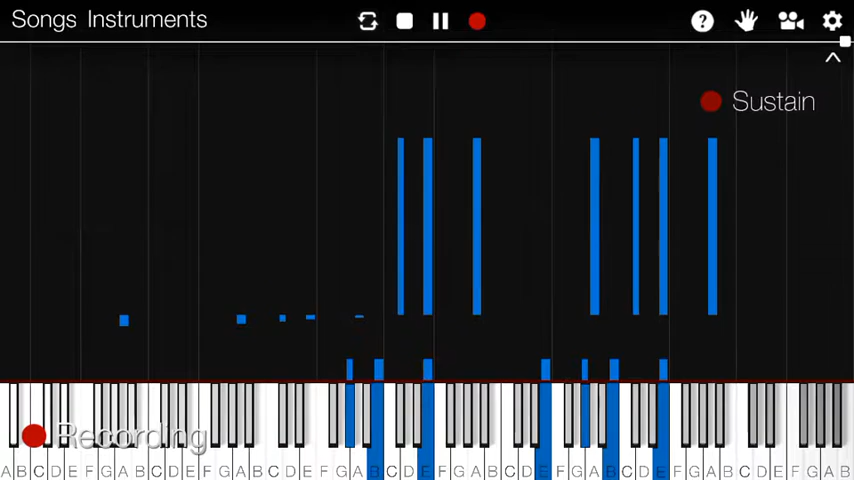 Songs Instruments
?
Sustain
Recording
A B C D E F G A B C D E F G A B C D E F G A B C D E F G A B C D E F G A B C D E F G A B C D E F G A B